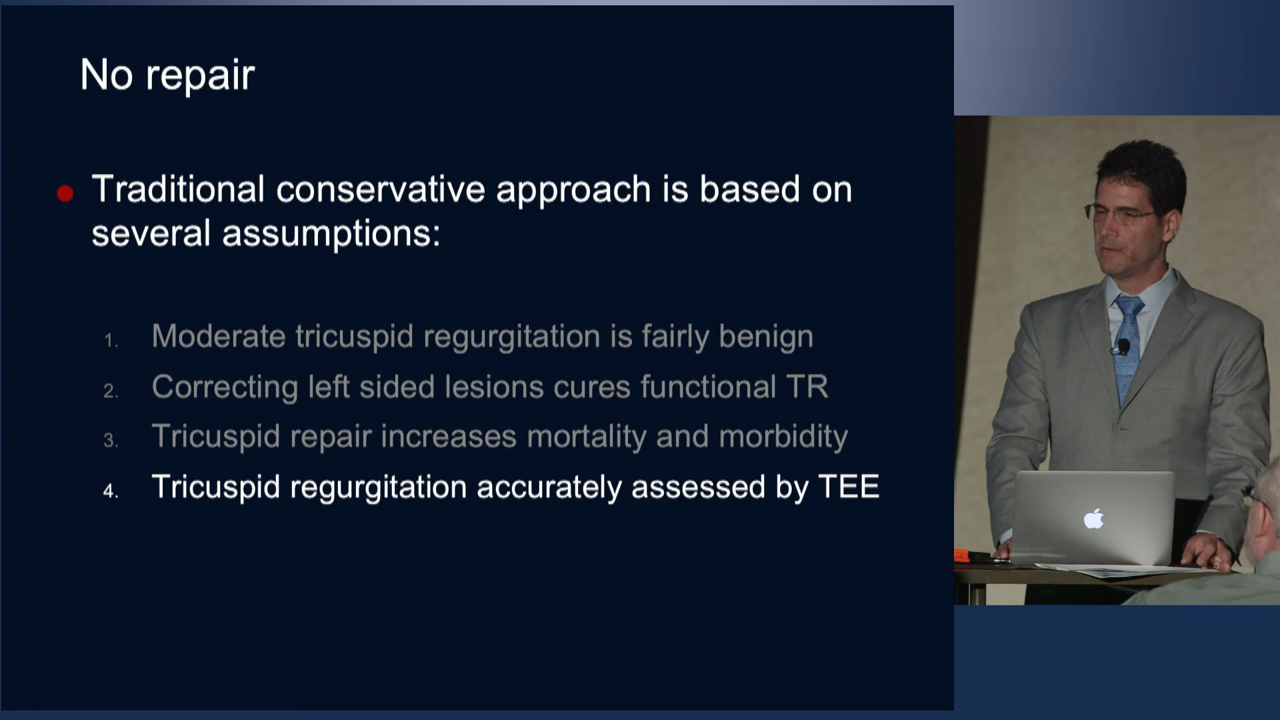 No repair
Traditional conservative approach is based on
several assumptions:
1. Moderate tricuspid regurgitation is fairly benign
2. Correcting left sided lesions cures functional TR
3. Tricuspid repair increases mortality and morbidity
4. Tricuspid regurgitation accurately assessed by TEE